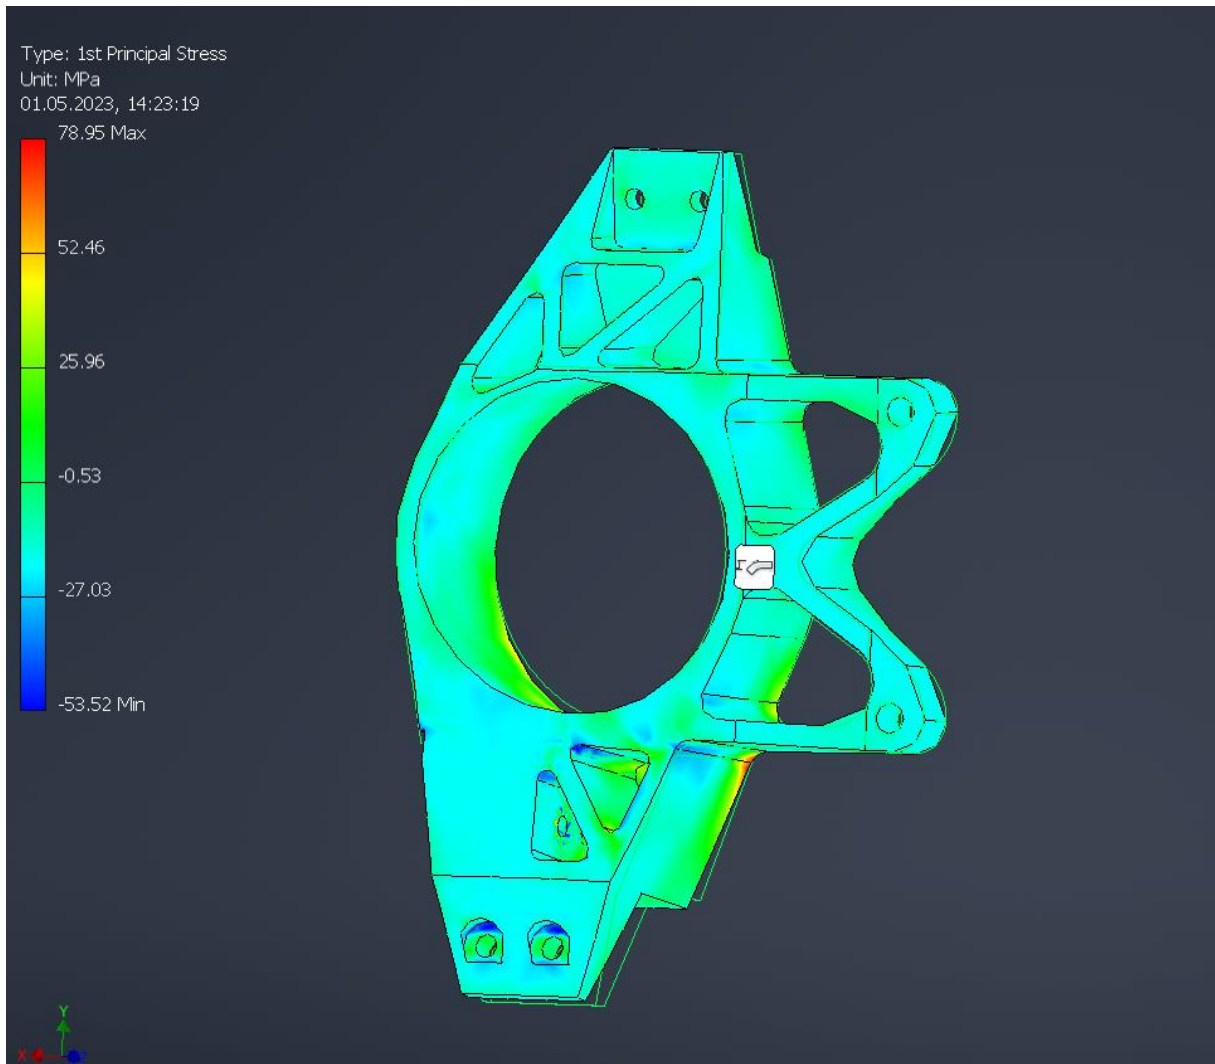 Type: 1st Principal Stress
Unit: MPa
01.05.2023, 14:23:19
78.95 Max
52.46
25.96
-0.53
-27.03
-53.52 Min
Y
X